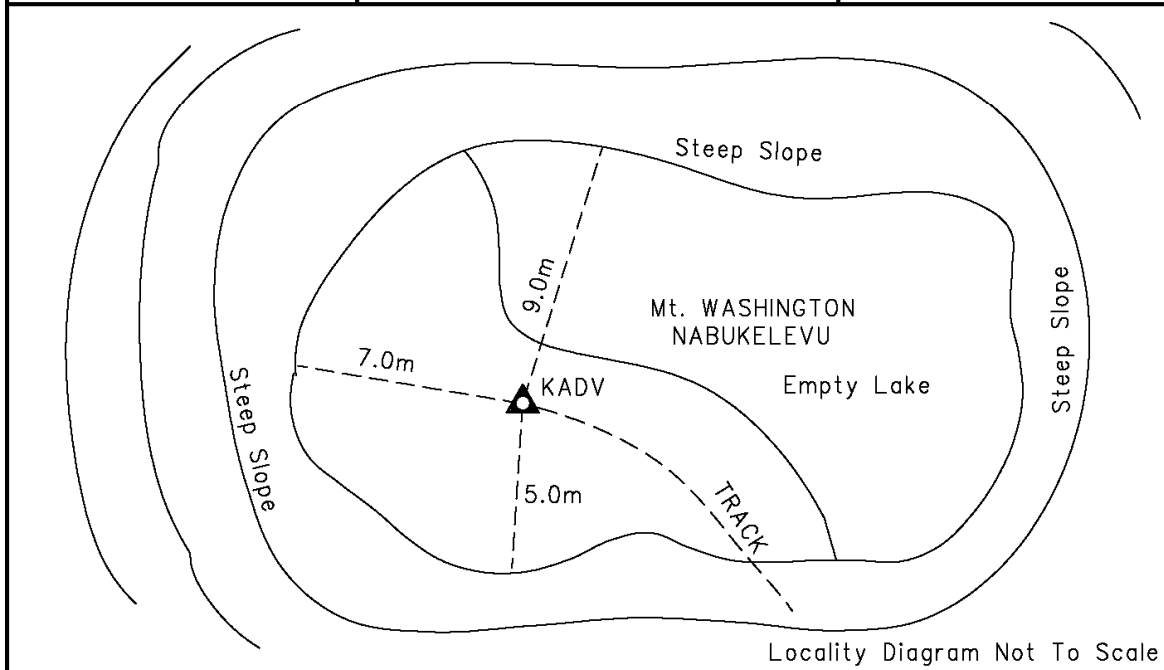 Steep Slope
9.0m
Mt. WASHINGTON
NABUKELEVU
Steep Slope
7.0m
KADV
Empty Lake
Steep Slope
5.0m
TRACK
Locality Diagram Not To Scale